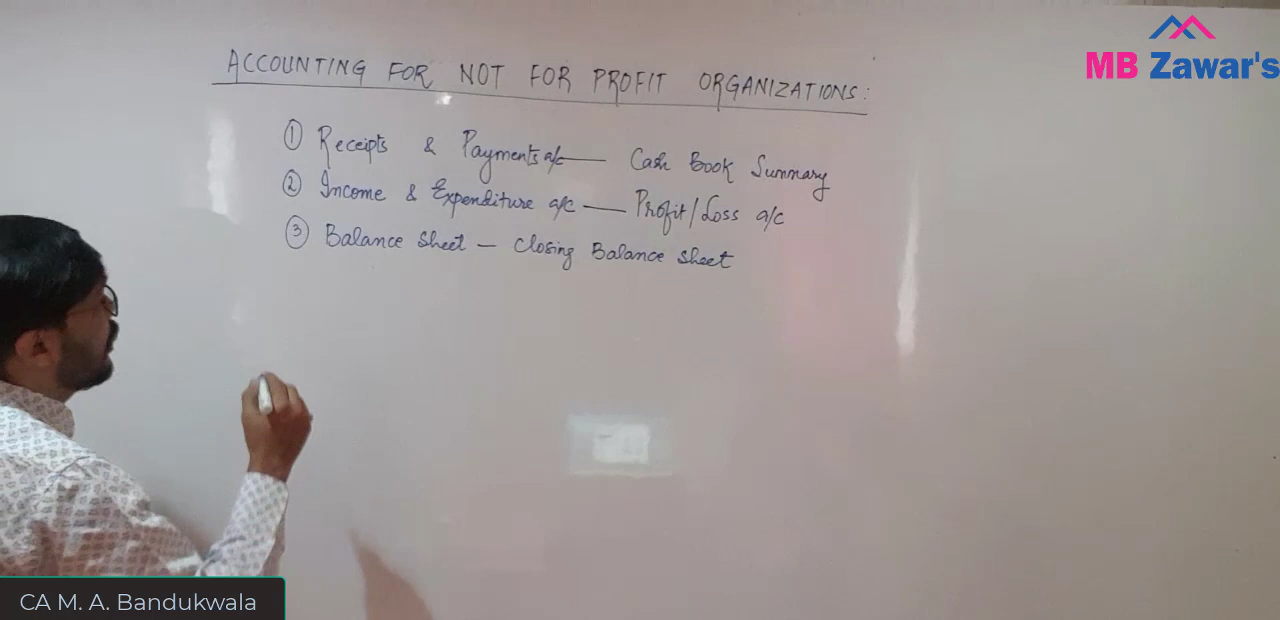 MB Zawar's
ACCOUNTING FOR NOT FOR PROFIT ORGANIZATIONS:
① Receipts & Payments a/c — Cash Book Summary
② Income & Expenditure a/c — Profit/Loss a/c
③ Balance Sheet — Closing Balance Sheet
CA M. A. Bandukwala